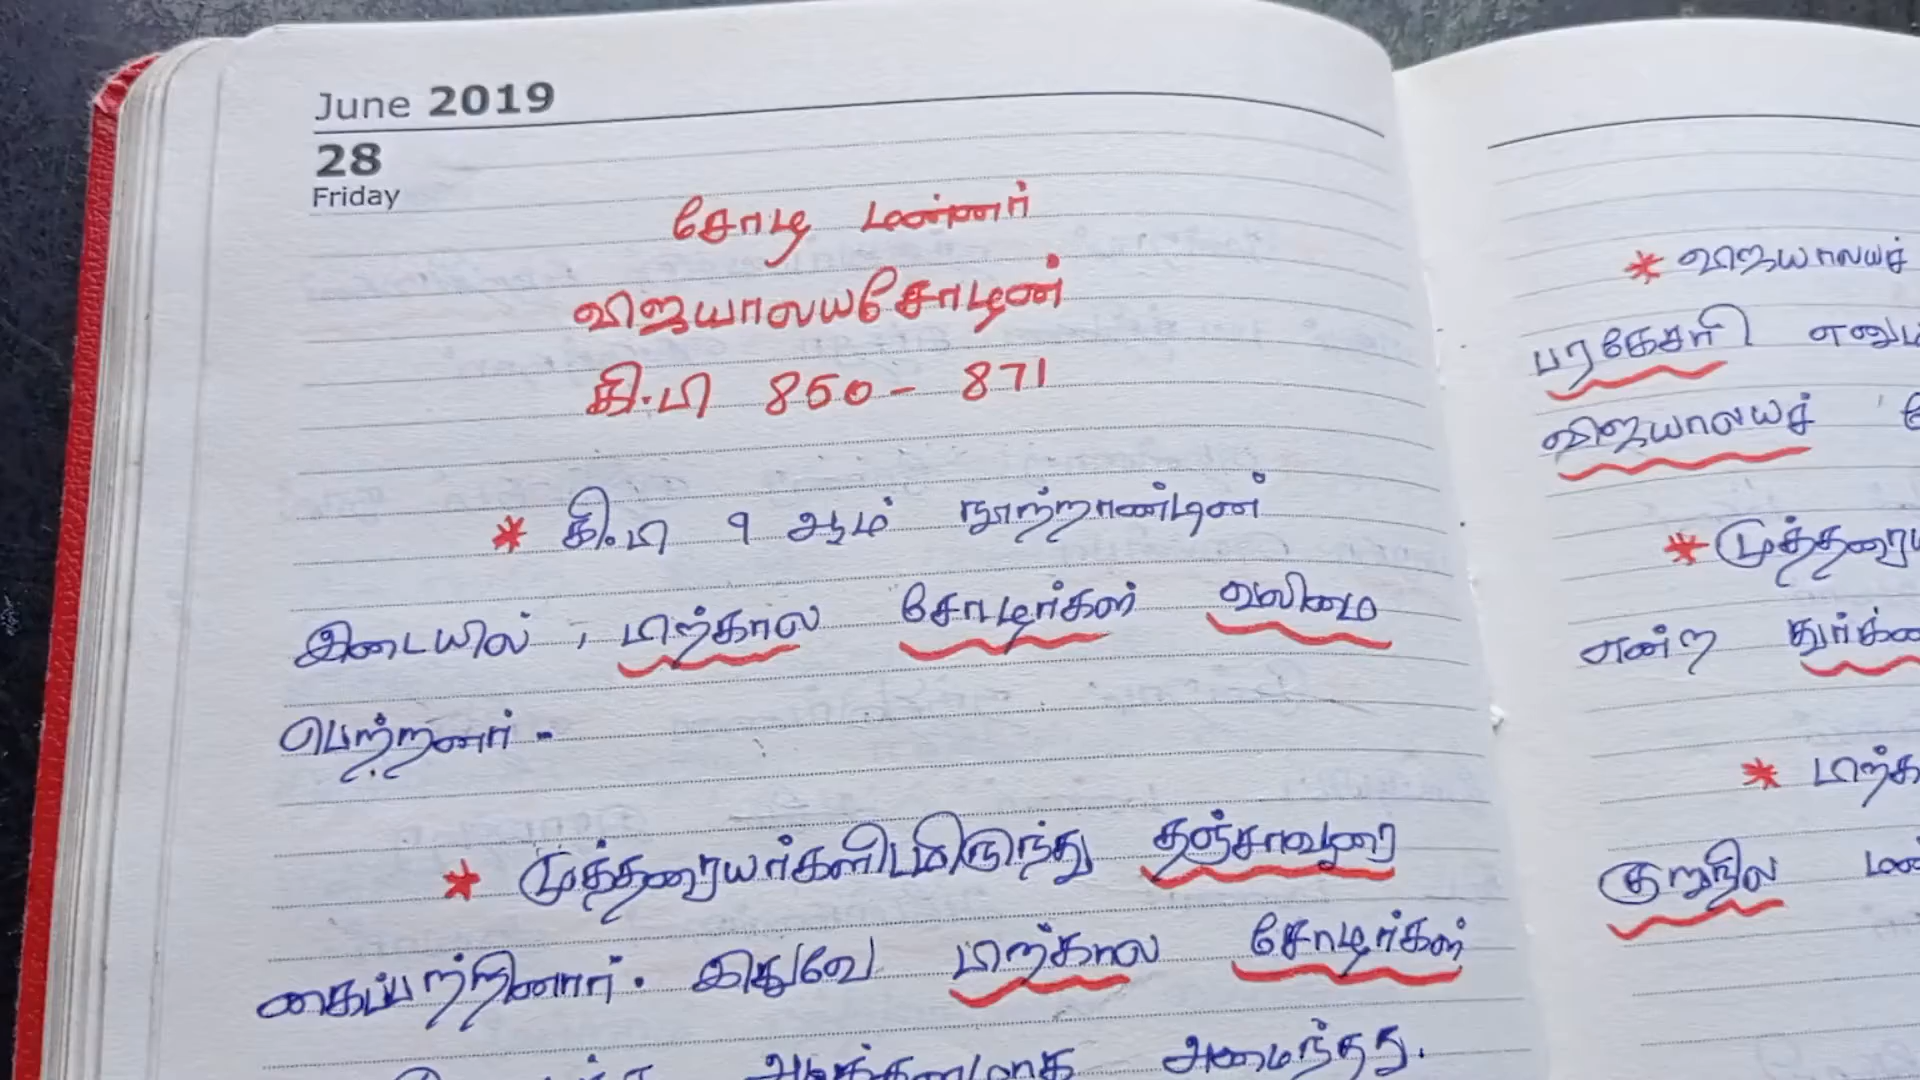 June 2019
28
Friday
சோழ மன்னர்
விஜயாலயசோழன்
கி.பி 850 - 871
* கி.பி 9 ஆம் நூற்றாண்டின்
இடையில், பிற்கால சோழர்கள் வலிமை
பெற்றனர்.
* முத்தரையர்களிடமிருந்து தஞ்சாவூரை
கைப்பற்றினார். இதுவே பிற்கால சோழர்கள்
அமைந்தது.
* விஜயாலயச்
பரகேசரி எனும்
விஜயாலயச்
* முத்தரைய
என்ற
* பிற்க
குறுநில